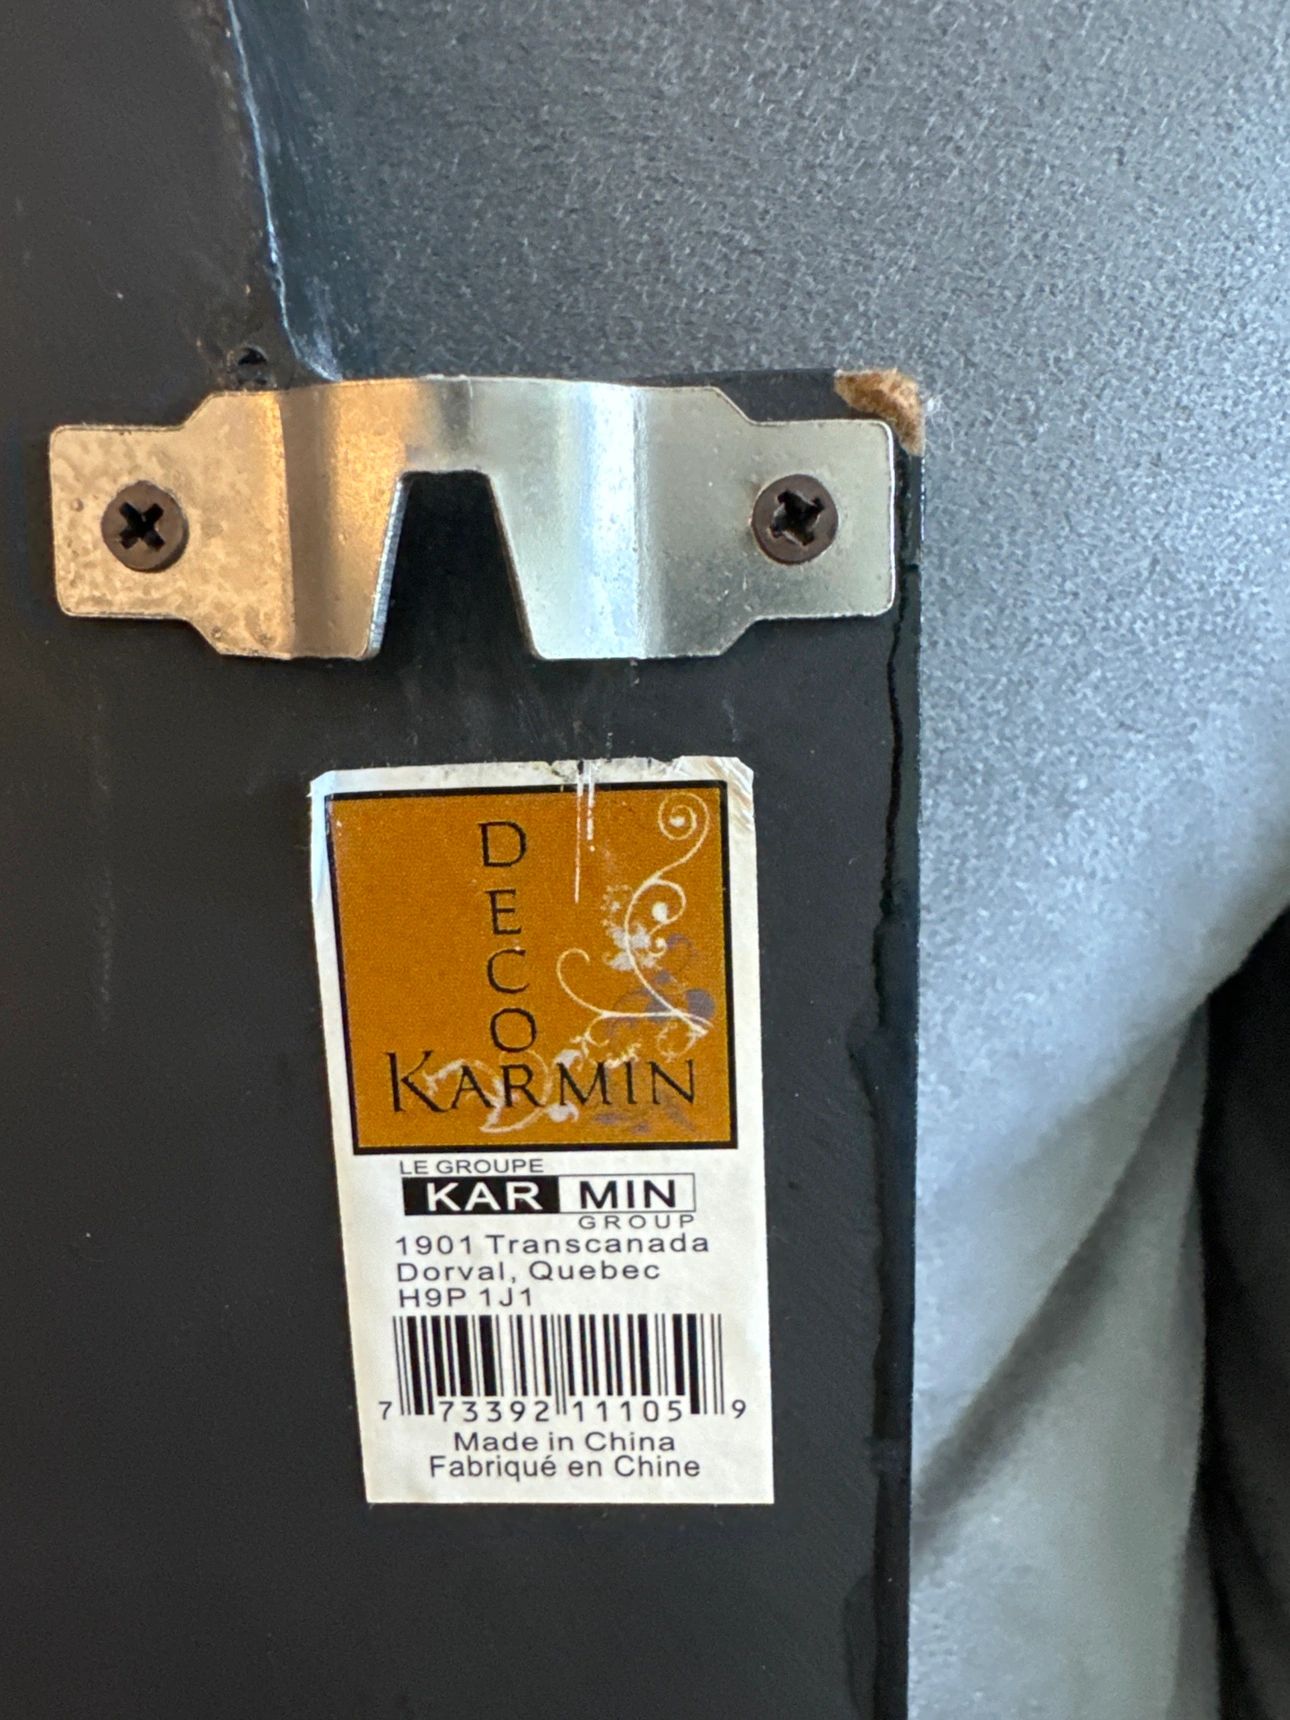 DECO
KARMIN
LE GROUPE
KAR MIN
GROUP
1901 Transcanada
Dorval, Quebec
H9P 1J1
7 73392 11105 9
Made in China
Fabriqué en Chine